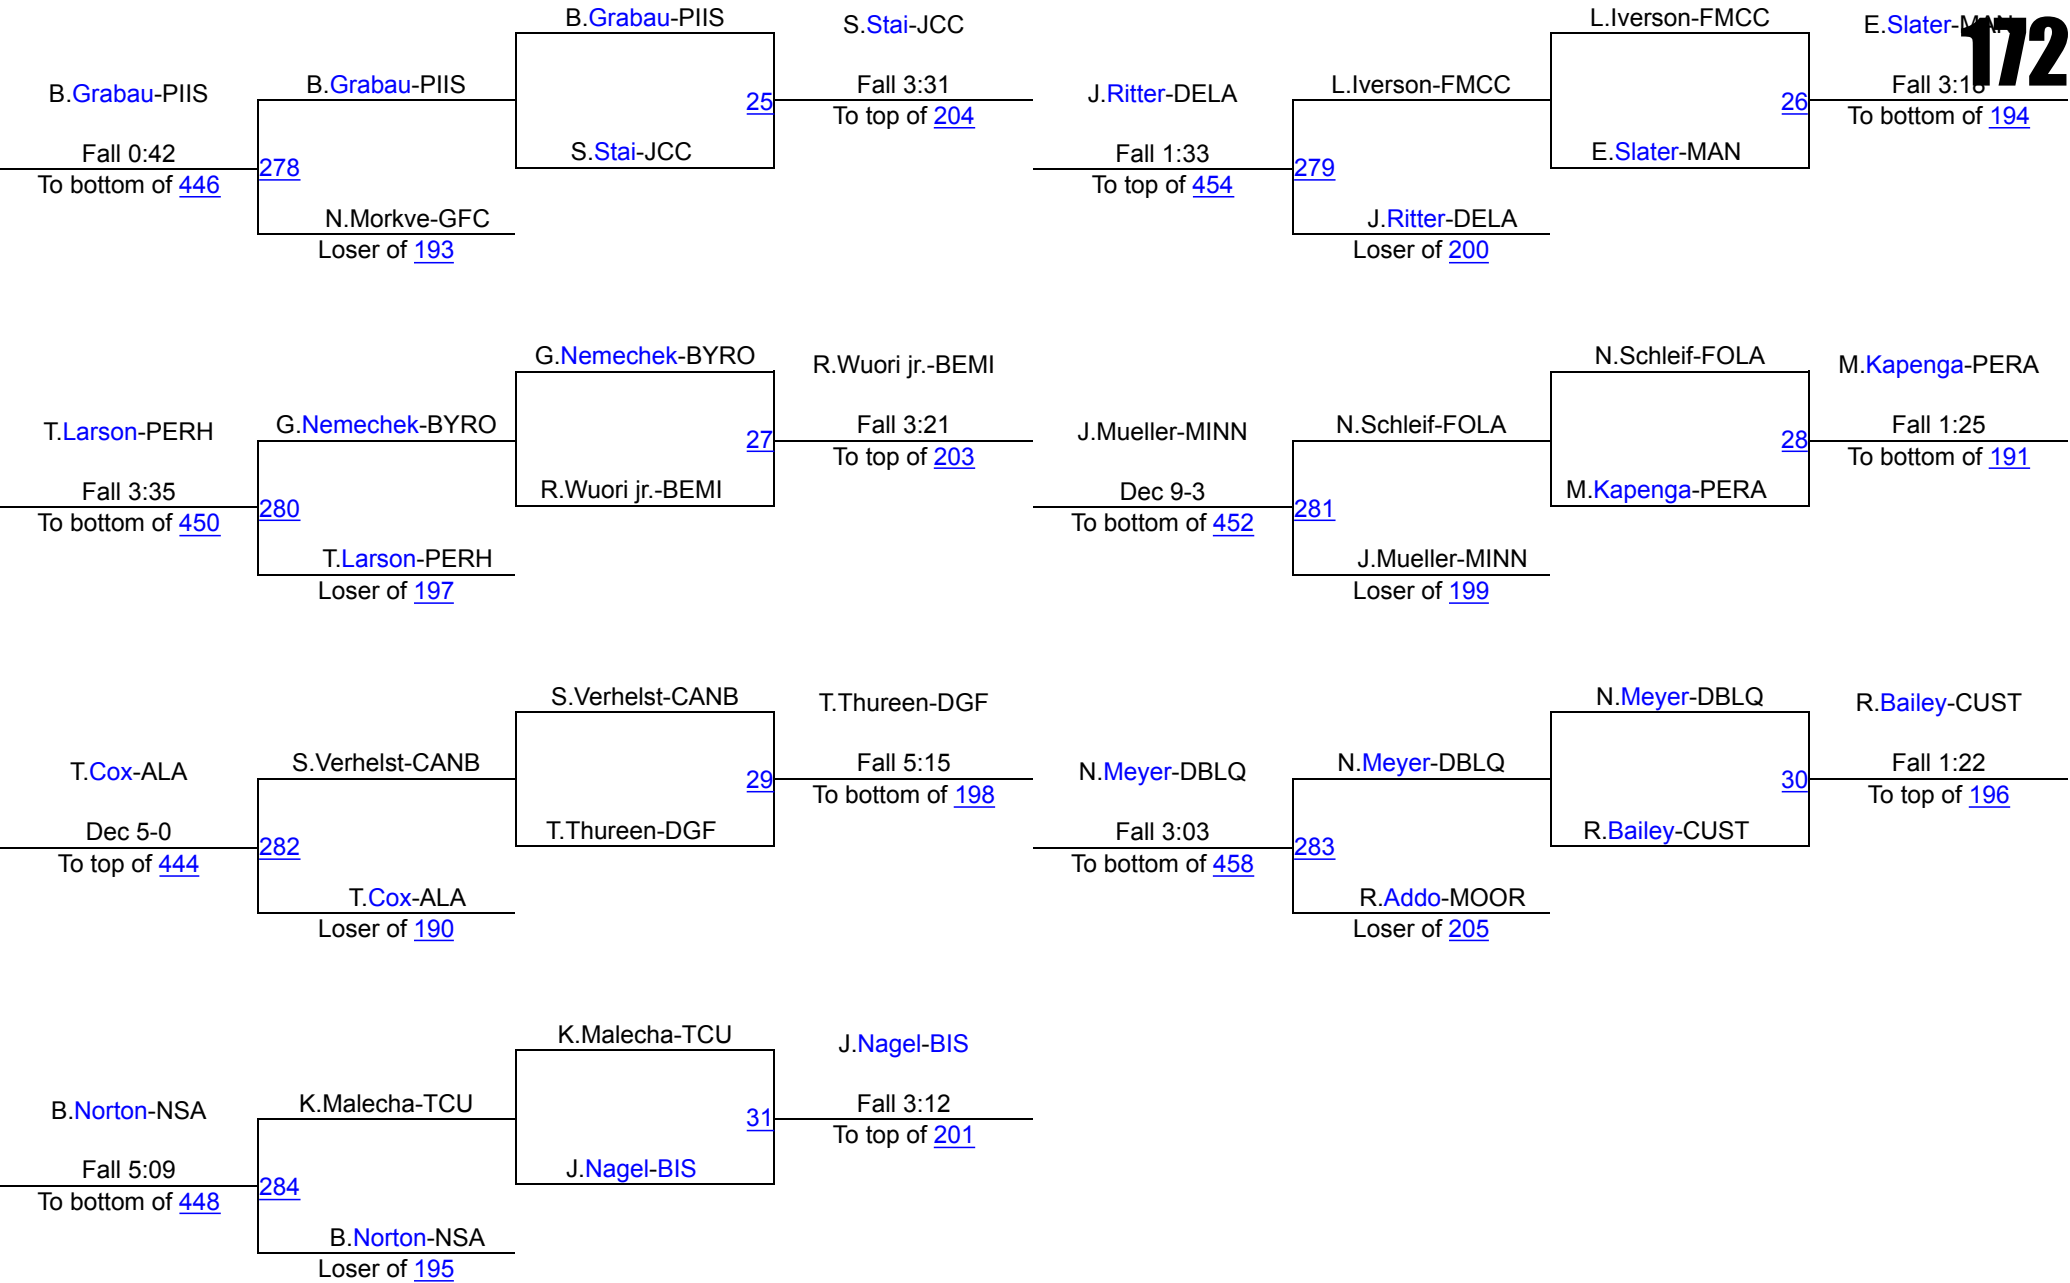 B.Grabau-PIIS
S.Stai-JCC
L.Iverson-FMCC
E.Slater-MAN
172
B.Grabau-PIIS
B.Grabau-PIIS
Fall 3:31
J.Ritter-DELA
L.Iverson-FMCC
Fall 3:18
25
To top of 204
26
To bottom of 194
Fall 0:42
S.Stai-JCC
Fall 1:33
E.Slater-MAN
To bottom of 446
278
To top of 454
279
N.Morkve-GFC
J.Ritter-DELA
Loser of 193
Loser of 200
G.Nemechek-BYRO
R.Wuori jr.-BEMI
N.Schleif-FOLA
M.Kapenga-PERA
T.Larson-PERH
G.Nemechek-BYRO
Fall 3:21
J.Mueller-MINN
N.Schleif-FOLA
Fall 1:25
27
To top of 203
28
To bottom of 191
Fall 3:35
R.Wuori jr.-BEMI
Dec 9-3
M.Kapenga-PERA
To bottom of 450
280
To bottom of 452
281
T.Larson-PERH
J.Mueller-MINN
Loser of 197
Loser of 199
S.Verhelst-CANB
T.Thureen-DGF
N.Meyer-DBLQ
R.Bailey-CUST
T.Cox-ALA
S.Verhelst-CANB
Fall 5:15
N.Meyer-DBLQ
N.Meyer-DBLQ
Fall 1:22
29
To bottom of 198
30
To top of 196
Dec 5-0
T.Thureen-DGF
Fall 3:03
R.Bailey-CUST
To top of 444
282
To bottom of 458
283
T.Cox-ALA
R.Addo-MOOR
Loser of 190
Loser of 205
K.Malecha-TCU
J.Nagel-BIS
B.Norton-NSA
K.Malecha-TCU
Fall 3:12
31
To top of 201
Fall 5:09
J.Nagel-BIS
To bottom of 448
284
B.Norton-NSA
Loser of 195